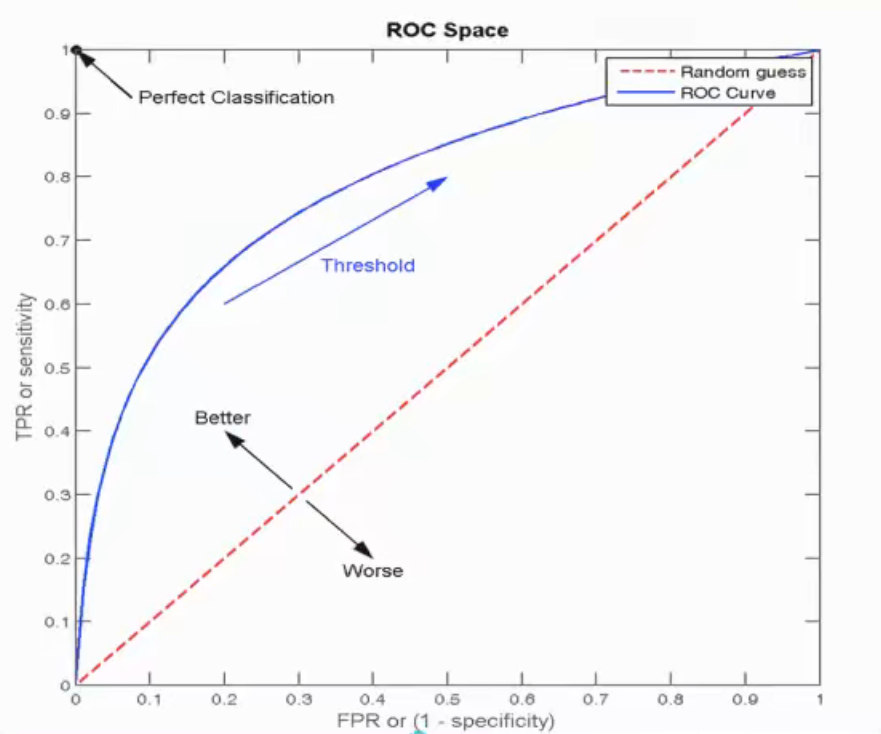 ROC Space
1
Random guess
ROC Curve
Perfect Classification
0.9
0.8
0.7
Threshold
0.6
TPR or sensitivity
0.5
Better
0.4
0.3
0.2
Worse
0.1
0
0 0.1 0.2 0.3 0.4 0.5 0.6 0.7 0.8 0.9 1
FPR or (1 - specificity)